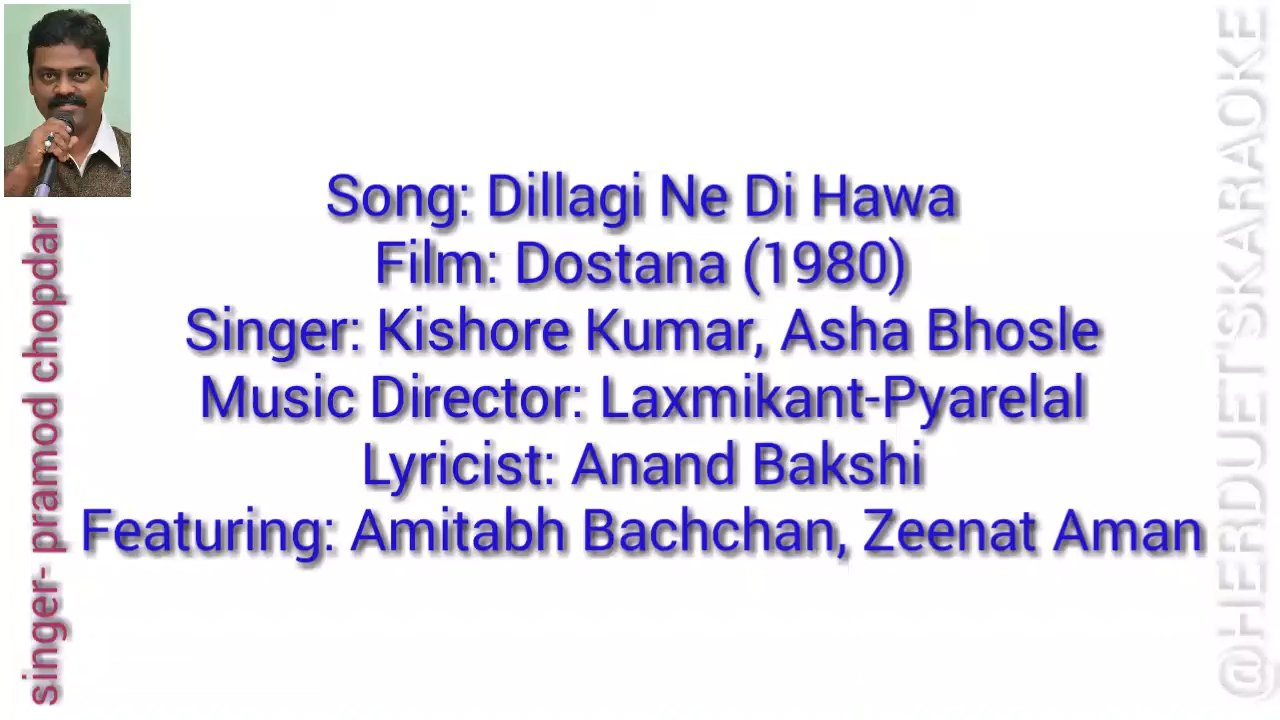 Song: Dillagi Ne Di Hawa
Film: Dostana (1980)
Singer: Kishore Kumar, Asha Bhosle
Music Director: Laxmikant-Pyarelal
Lyricist: Anand Bakshi
Featuring: Amitabh Bachchan, Zeenat Aman
singer- pramod chopdar
@HERDUET'SKARAOKE